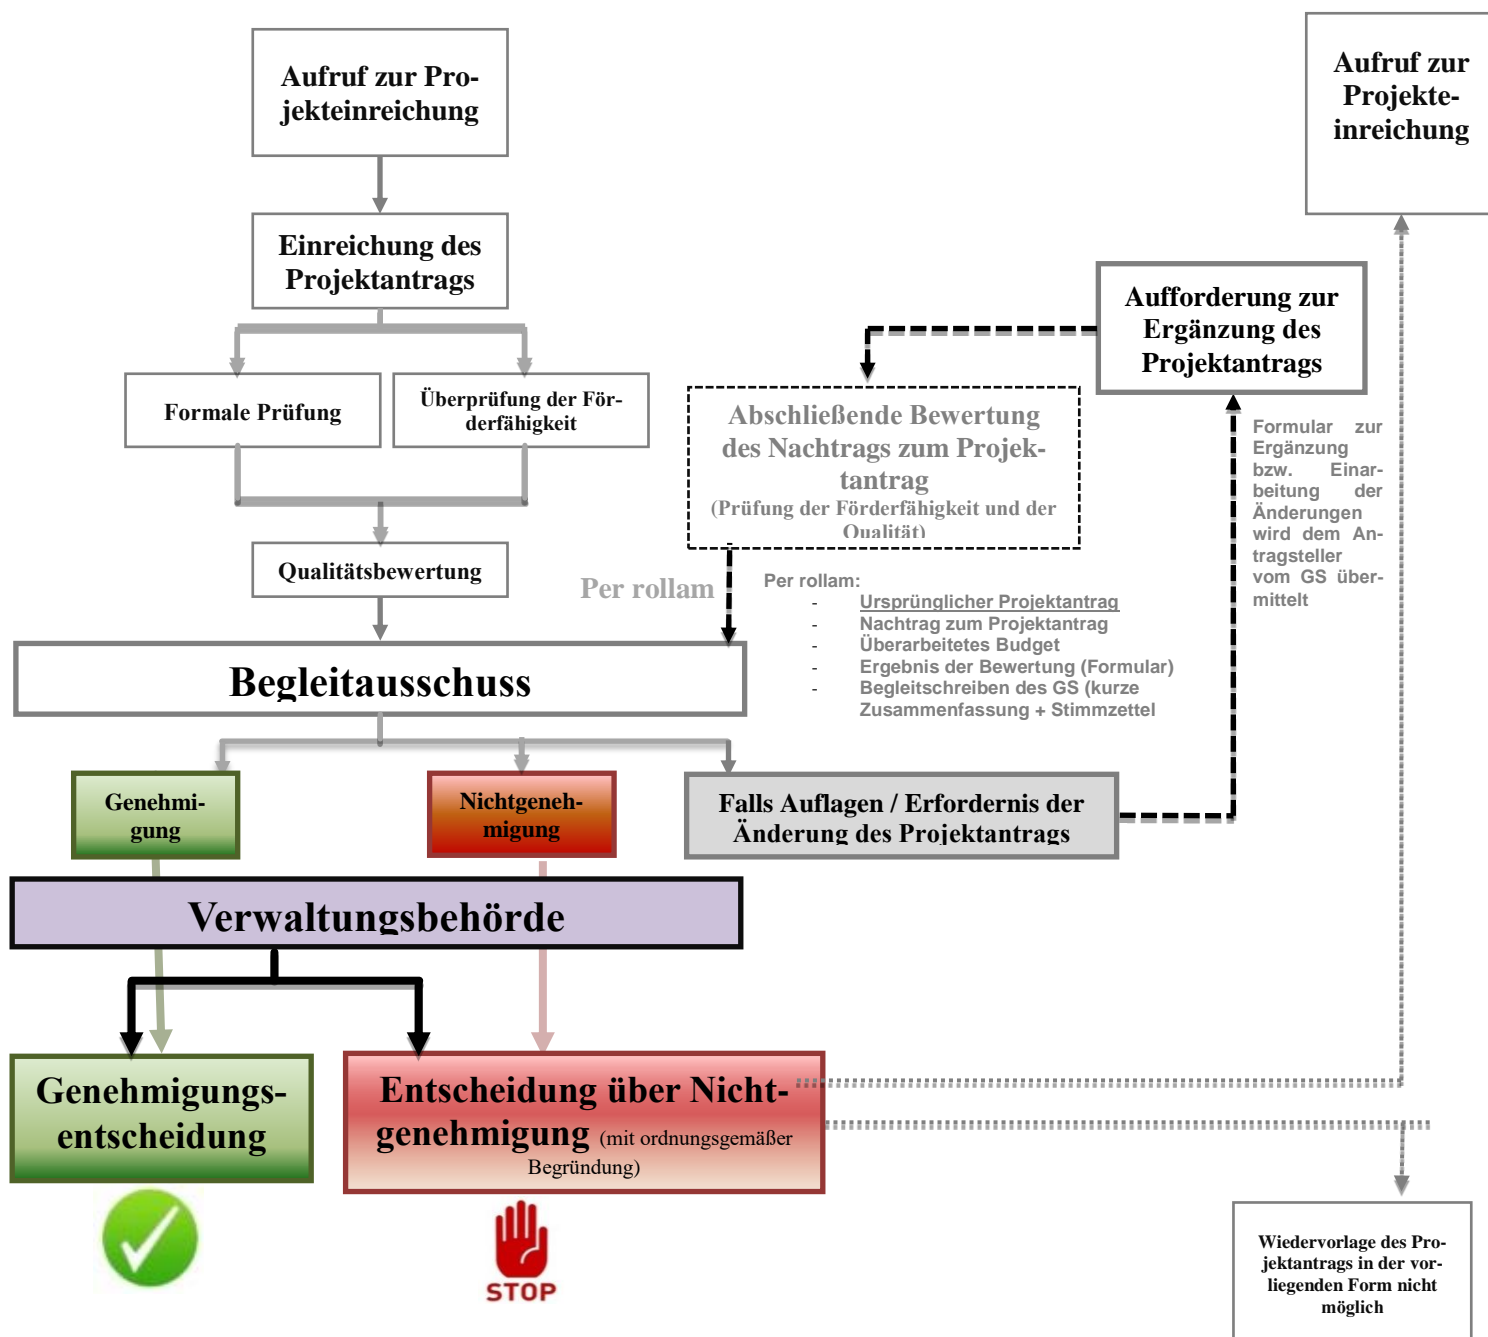 Aufruf zur Pro-
jekteinreichung
Aufruf zur
Projekte-
inreichung
Einreichung des
Projektantrags
Aufforderung zur
Ergänzung des
Projektantrags
Formale Prüfung
Überprüfung der För-
derfähigkeit
Abschließende Bewertung
des Nachtrags zum Projek-
tantrag
(Prüfung der Förderfähigkeit und der
Qualität)
Formular zur
Ergänzung
bzw. Einar-
beitung der
Änderungen
wird dem An-
tragsteller
vom GS über-
mittelt
Qualitätsbewertung
Per rollam
Per rollam:
- Ursprünglicher Projektantrag
- Nachtrag zum Projektantrag
- Überarbeitetes Budget
- Ergebnis der Bewertung (Formular)
- Begleitschreiben des GS (kurze
Zusammenfassung + Stimmzettel
Begleitausschuss
Genehmi-
gung
Nichtgeneh-
migung
Falls Auflagen / Erfordernis der
Änderung des Projektantrags
Verwaltungsbehörde
Genehmigungs-
entscheidung
Entscheidung über Nicht-
genehmigung (mit ordnungsgemäßer
Begründung)
STOP
Wiedervorlage des Pro-
jektantrags in der vor-
liegenden Form nicht
möglich